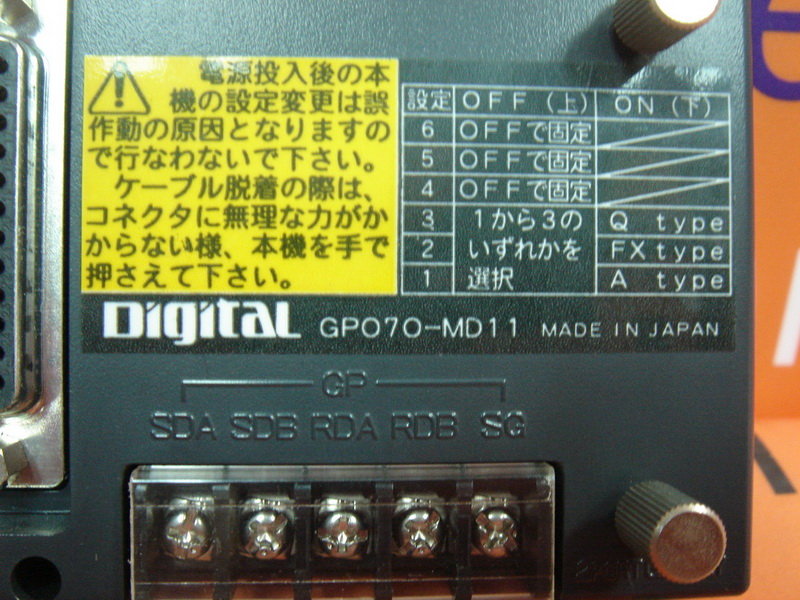 電源投入後の本
機の設定変更は誤
作動の原因となりますの
で行なわないで下さい。
ケーブル脱着の際は、
コネクタに無理な力がか
からない様、本機を手で
押さえて下さい。
設定 OFF(上) ON(下)
6 OFFで固定
5 OFFで固定
4 OFFで固定
3 1から3の Q type
2 いずれかを FX type
1 選択 A type
Digital GP070-MD11 MADE IN JAPAN
GP
SDA SDB RDA RDB SG